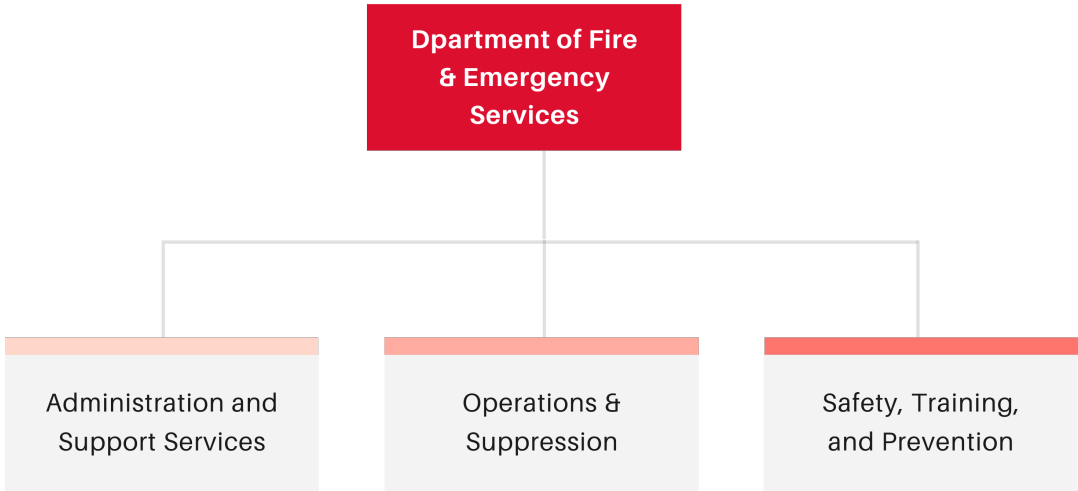 Dpartment of Fire
& Emergency
Services
Administration and
Support Services
Operations &
Suppression
Safety, Training,
and Prevention